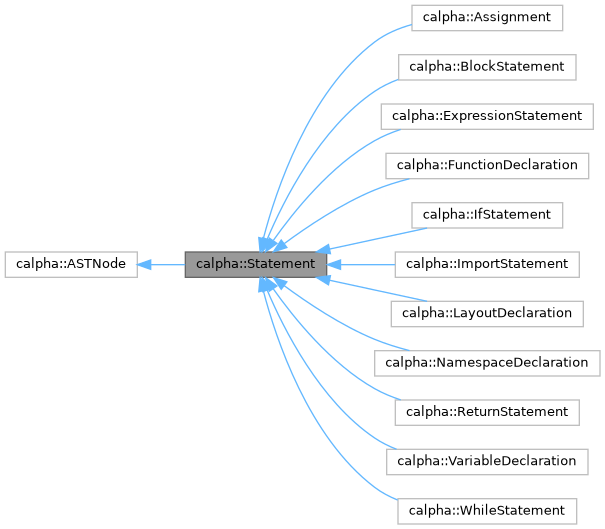 calpha::Assignment
calpha::BlockStatement
calpha::ExpressionStatement
calpha::FunctionDeclaration
calpha::IfStatement
calpha::ASTNode
calpha::Statement
calpha::ImportStatement
calpha::LayoutDeclaration
calpha::NamespaceDeclaration
calpha::ReturnStatement
calpha::VariableDeclaration
calpha::WhileStatement